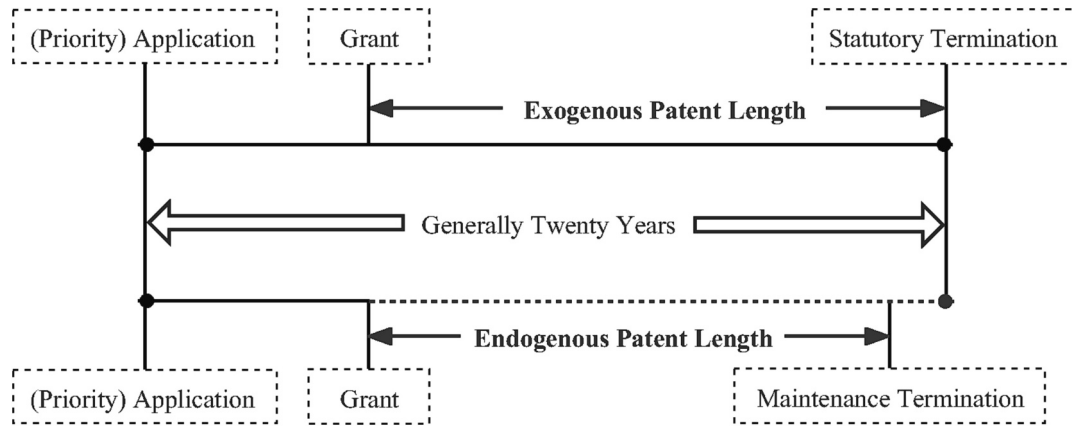 (Priority) Application
Grant
Statutory Termination
Exogenous Patent Length
Generally Twenty Years
Endogenous Patent Length
(Priority) Application
Grant
Maintenance Termination